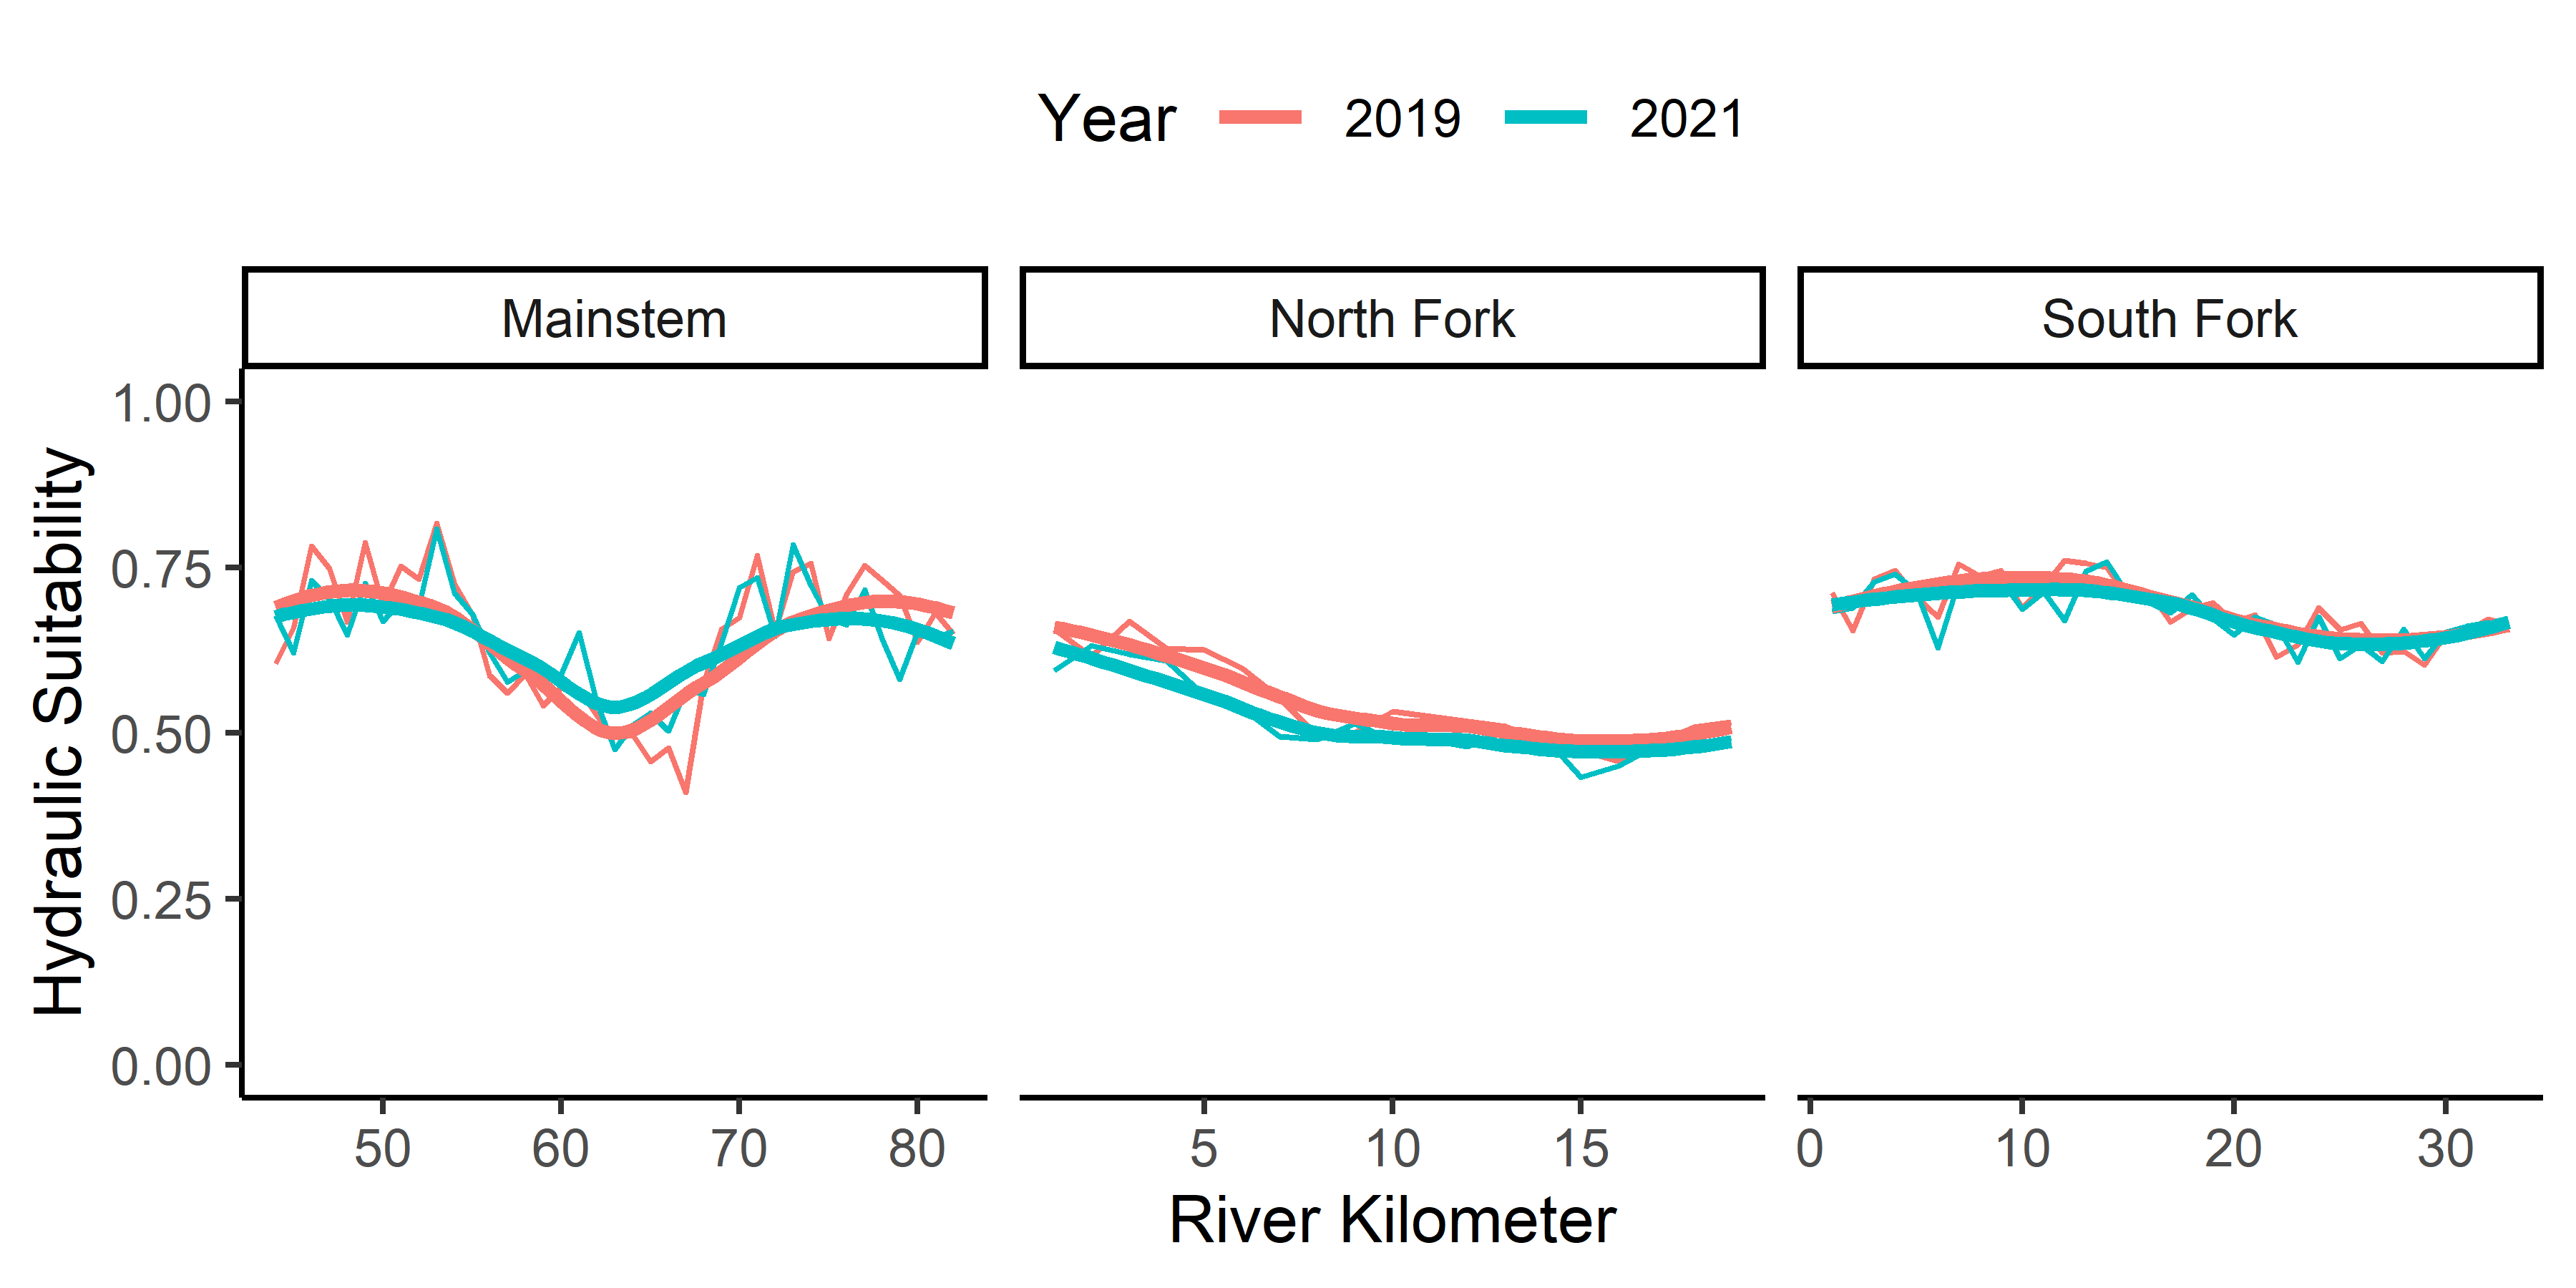 Year 2019 2021
Mainstem North Fork South Fork
Hydraulic Suitability
1.00
0.75
0.50
0.25
0.00
50 60 70 80 5 10 15 0 10 20 30
River Kilometer